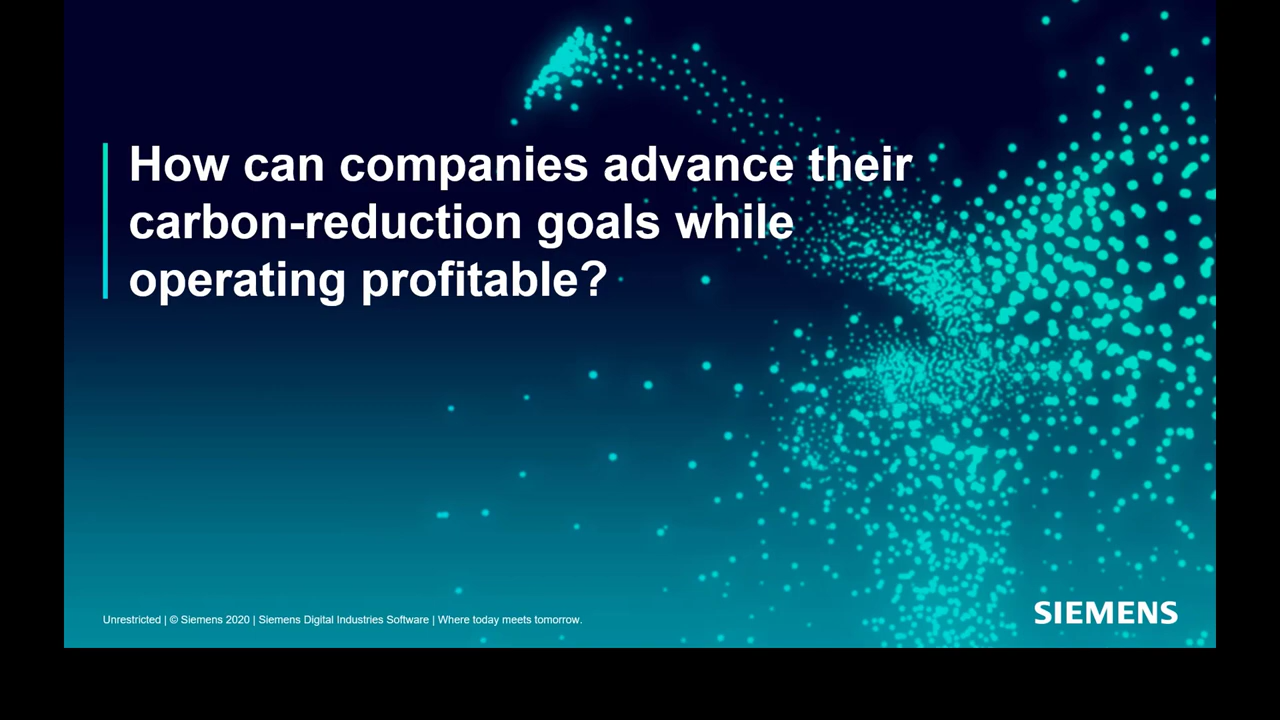 How can companies advance their
carbon-reduction goals while
operating profitable?
Unrestricted | © Siemens 2020 | Siemens Digital Industries Software | Where today meets tomorrow.
SIEMENS